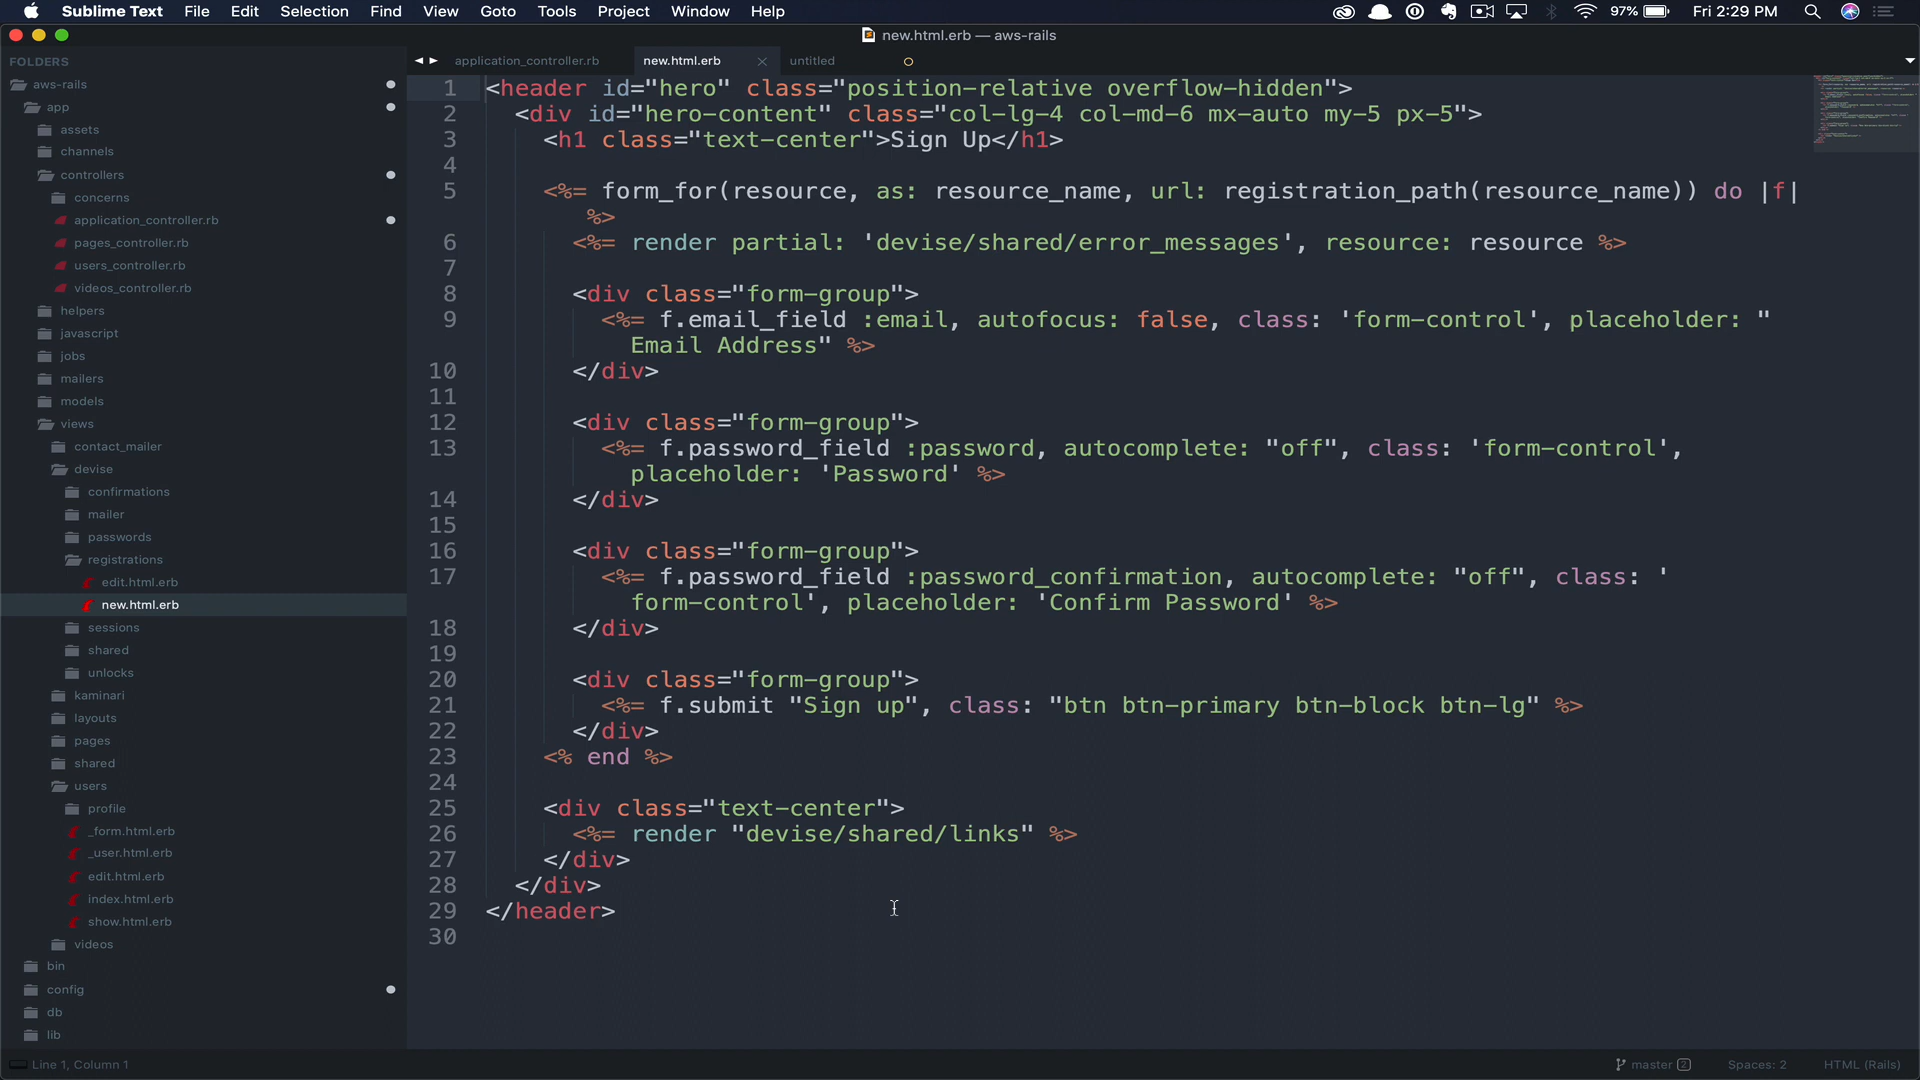 Sublime Text File Edit Selection Find View Goto Tools Project Window Help 97% Fri 2:29 PM
new.html.erb — aws-rails
FOLDERS
aws-rails
app
assets
channels
controllers
concerns
application_controller.rb
pages_controller.rb
users_controller.rb
videos_controller.rb
helpers
javascript
jobs
mailers
models
views
contact_mailer
devise
confirmations
mailer
passwords
registrations
edit.html.erb
new.html.erb
sessions
shared
unlocks
kaminari
layouts
pages
shared
users
profile
_form.html.erb
_user.html.erb
edit.html.erb
index.html.erb
show.html.erb
videos
bin
config
db
lib
application_controller.rb new.html.erb untitled
1 <header id="hero" class="position-relative overflow-hidden">
2 <div id="hero-content" class="col-lg-4 col-md-6 mx-auto my-5 px-5">
3 <h1 class="text-center">Sign Up</h1>
4
5 <%= form_for(resource, as: resource_name, url: registration_path(resource_name)) do |f|
%>
6 <%= render partial: 'devise/shared/error_messages', resource: resource %>
7
8 <div class="form-group">
9 <%= f.email_field :email, autofocus: false, class: 'form-control', placeholder: "
Email Address" %>
10 </div>
11
12 <div class="form-group">
13 <%= f.password_field :password, autocomplete: "off", class: 'form-control',
placeholder: 'Password' %>
14 </div>
15
16 <div class="form-group">
17 <%= f.password_field :password_confirmation, autocomplete: "off", class: '
form-control', placeholder: 'Confirm Password' %>
18 </div>
19
20 <div class="form-group">
21 <%= f.submit "Sign up", class: "btn btn-primary btn-block btn-lg" %>
22 </div>
23 <% end %>
24
25 <div class="text-center">
26 <%= render "devise/shared/links" %>
27 </div>
28 </div>
29 </header>
30
Line 1, Column 1 master 2 Spaces: 2 HTML (Rails)